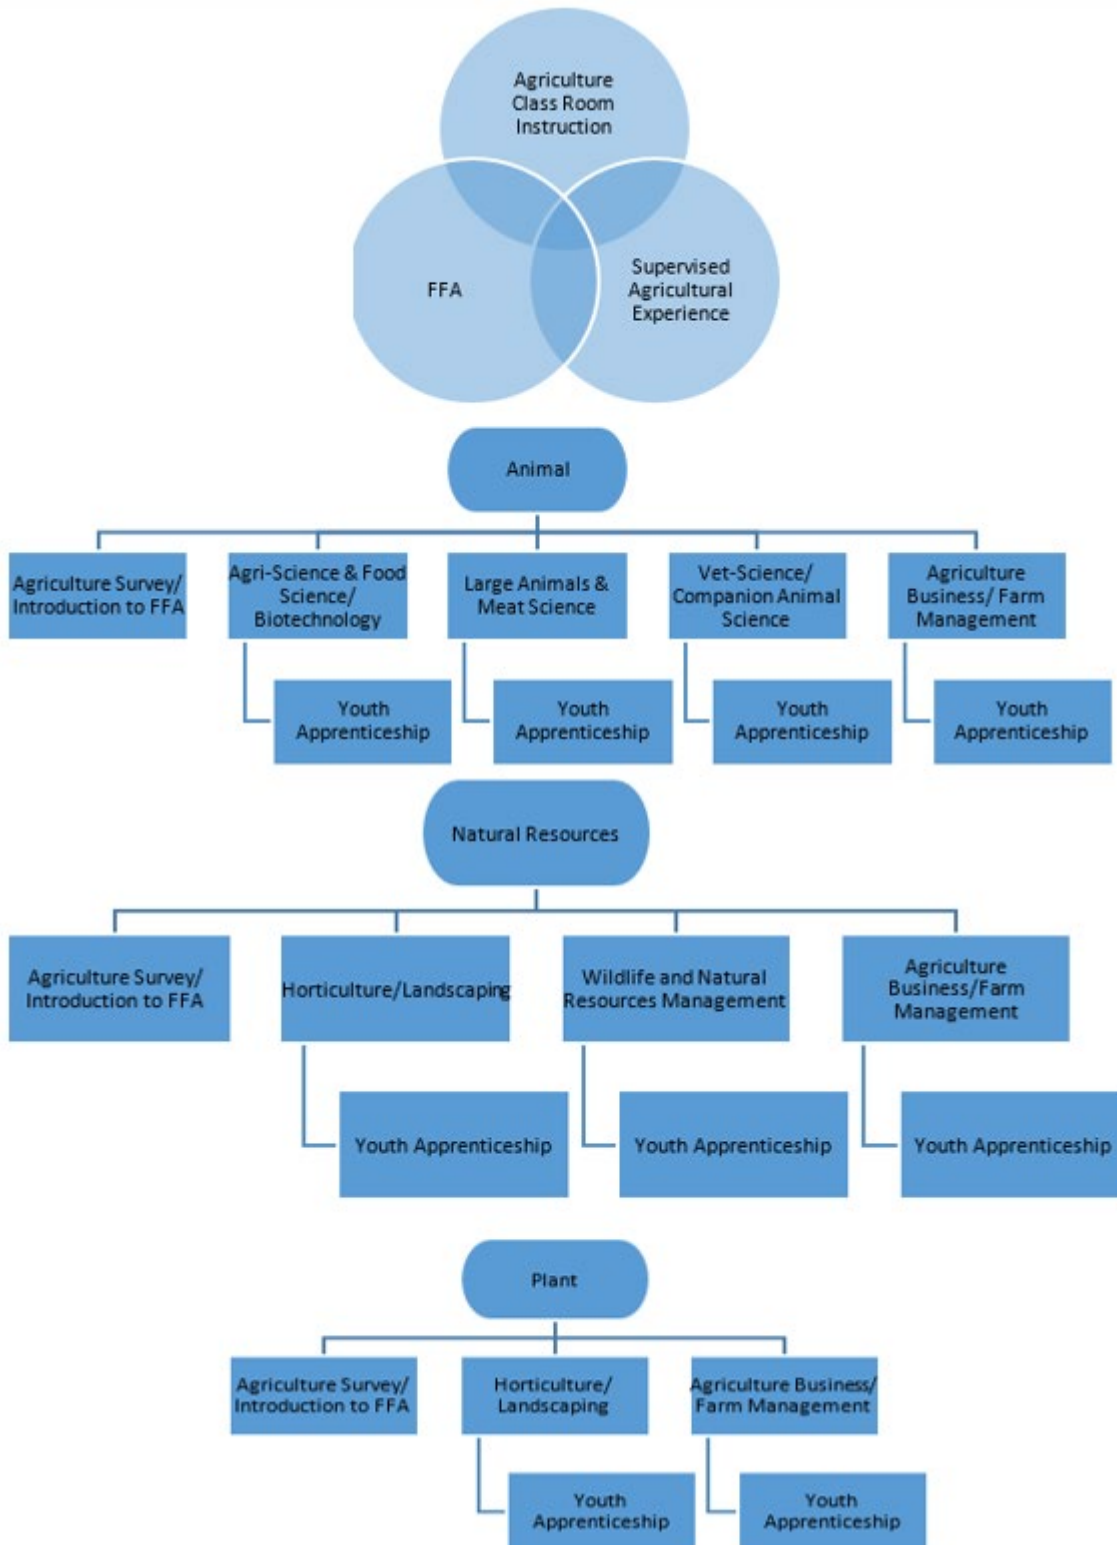 Agriculture
Class Room
Instruction
FFA
Supervised
Agricultural
Experience
Animal
Agriculture Survey/
Introduction to FFA
Agri-Science & Food
Science/
Biotechnology
Large Animals &
Meat Science
Vet-Science/
Companion Animal
Science
Agriculture
Business/ Farm
Management
Youth
Apprenticeship
Youth
Apprenticeship
Youth
Apprenticeship
Youth
Apprenticeship
Natural Resources
Agriculture Survey/
Introduction to FFA
Horticulture/Landscaping
Wildlife and Natural
Resources Management
Agriculture
Business/Farm
Management
Youth Apprenticeship
Youth Apprenticeship
Youth Apprenticeship
Plant
Agriculture Survey/
Introduction to FFA
Horticulture/
Landscaping
Agriculture Business/
Farm Management
Youth
Apprenticeship
Youth
Apprenticeship